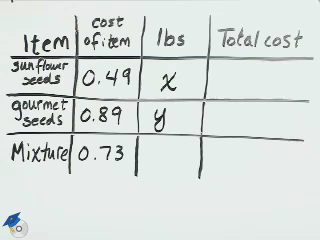 Item cost of item lbs Total cost
sunflower seeds 0.49 x
gourmet seeds 0.89 y
Mixture 0.73